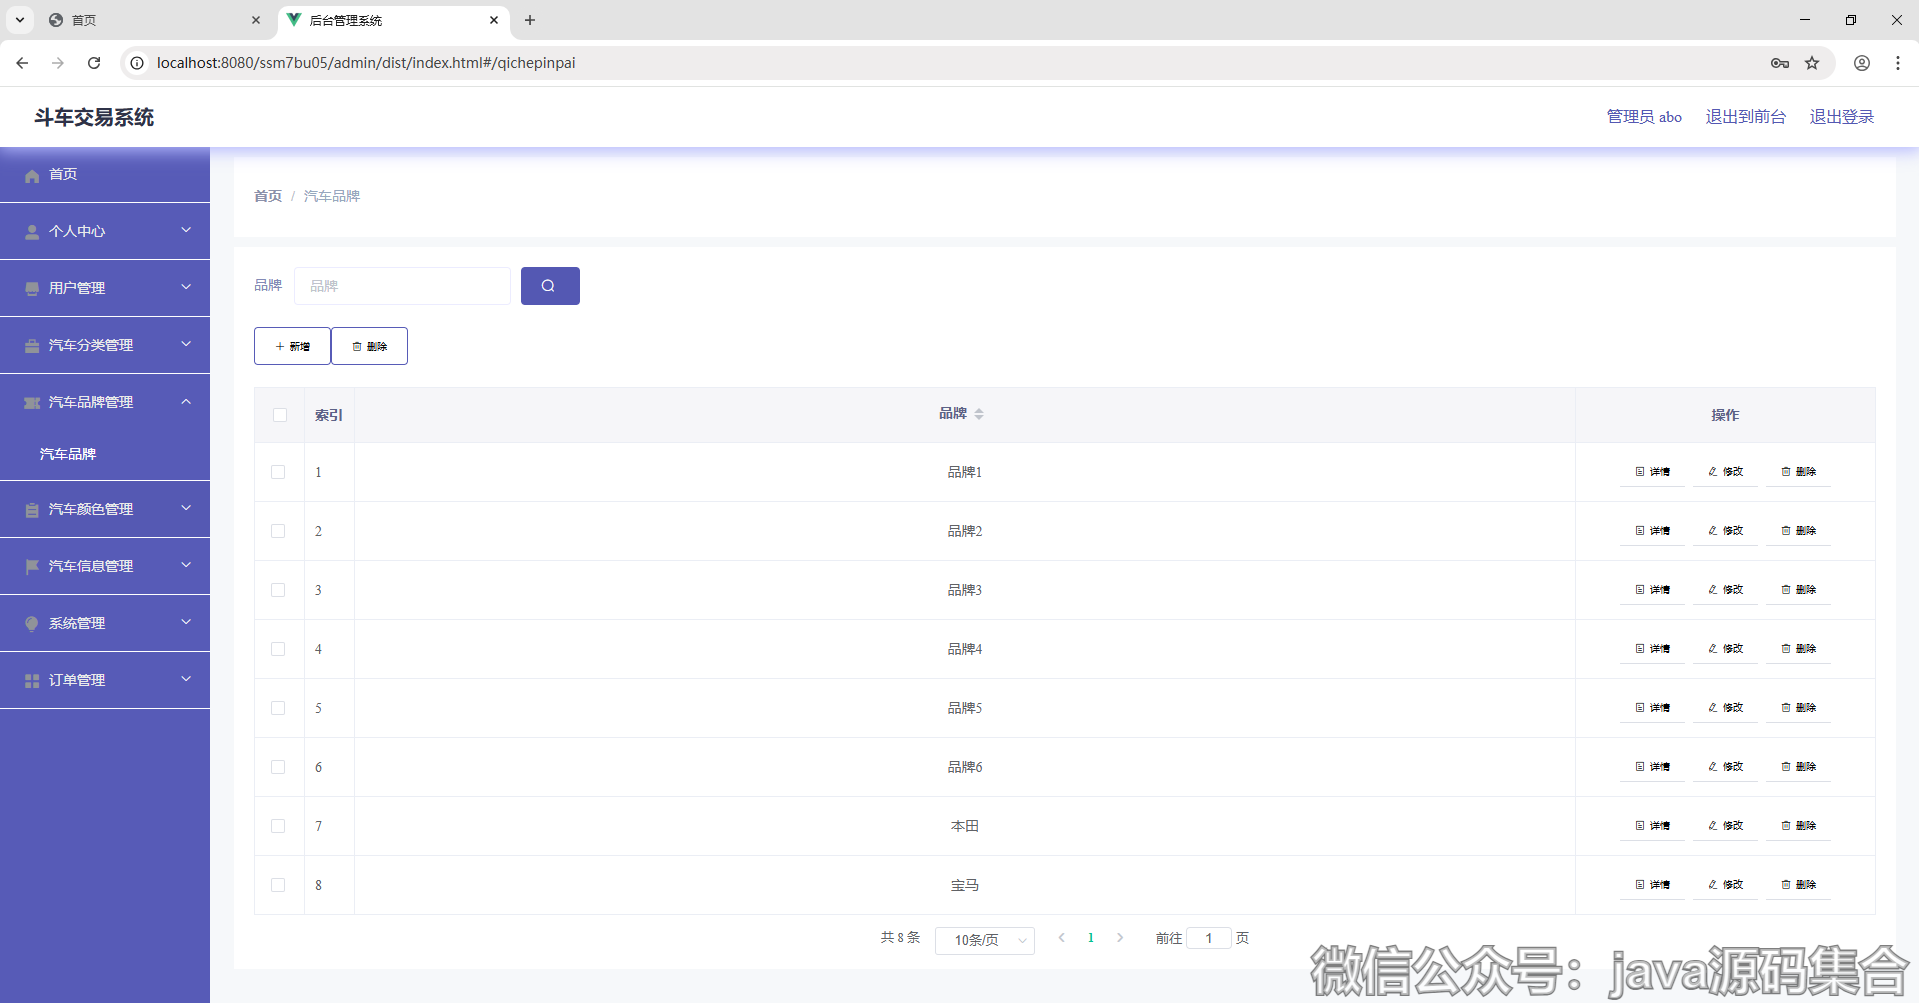 首页
后台管理系统
localhost:8080/ssm7bu05/admin/dist/index.html#/qichepinpai
斗车交易系统
管理员 abo 退出到前台 退出登录
首页
个人中心
用户管理
汽车分类管理
汽车品牌管理
汽车品牌
汽车颜色管理
汽车信息管理
系统管理
订单管理
首页 / 汽车品牌
品牌 品牌
新增 删除
索引 品牌 操作
1 品牌1 详情 修改 删除
2 品牌2 详情 修改 删除
3 品牌3 详情 修改 删除
4 品牌4 详情 修改 删除
5 品牌5 详情 修改 删除
6 品牌6 详情 修改 删除
7 本田 详情 修改 删除
8 宝马 详情 修改 删除
共 8 条 10条/页 1 前往 1 页
微信公众号：java源码集合